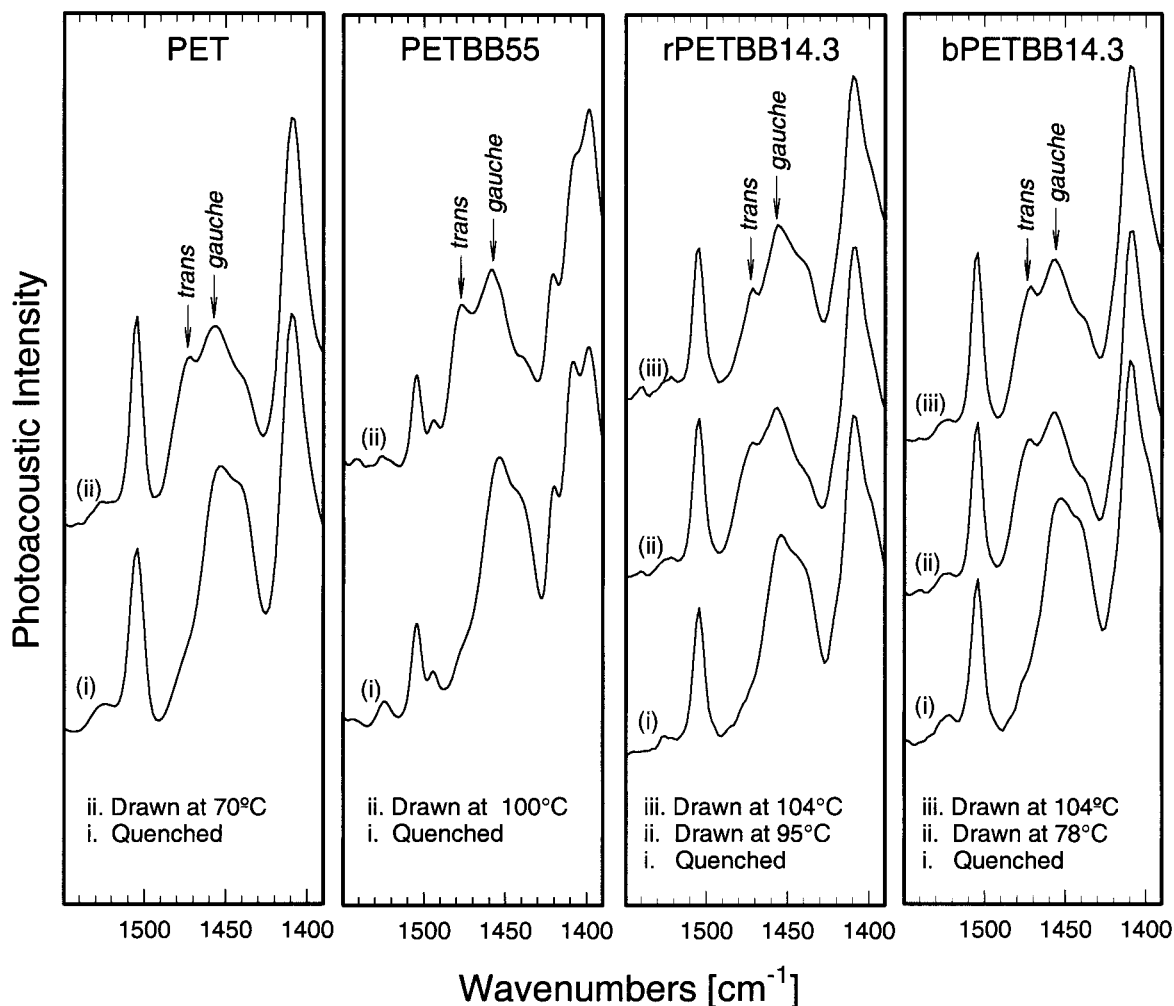 PET
trans
gauche
(ii)
(i)
ii. Drawn at 70ºC
i. Quenched
1500
1450
1400
PETBB55
trans
gauche
(ii)
(i)
ii. Drawn at 100°C
i. Quenched
1500
1450
1400
rPETBB14.3
trans
gauche
(iii)
(ii)
(i)
iii. Drawn at 104°C
ii. Drawn at 95°C
i. Quenched
1500
1450
1400
bPETBB14.3
trans
gauche
(iii)
(ii)
(i)
iii. Drawn at 104ºC
ii. Drawn at 78°C
i. Quenched
1500
1450
1400
Photoacoustic Intensity
Wavenumbers [cm⁻¹]